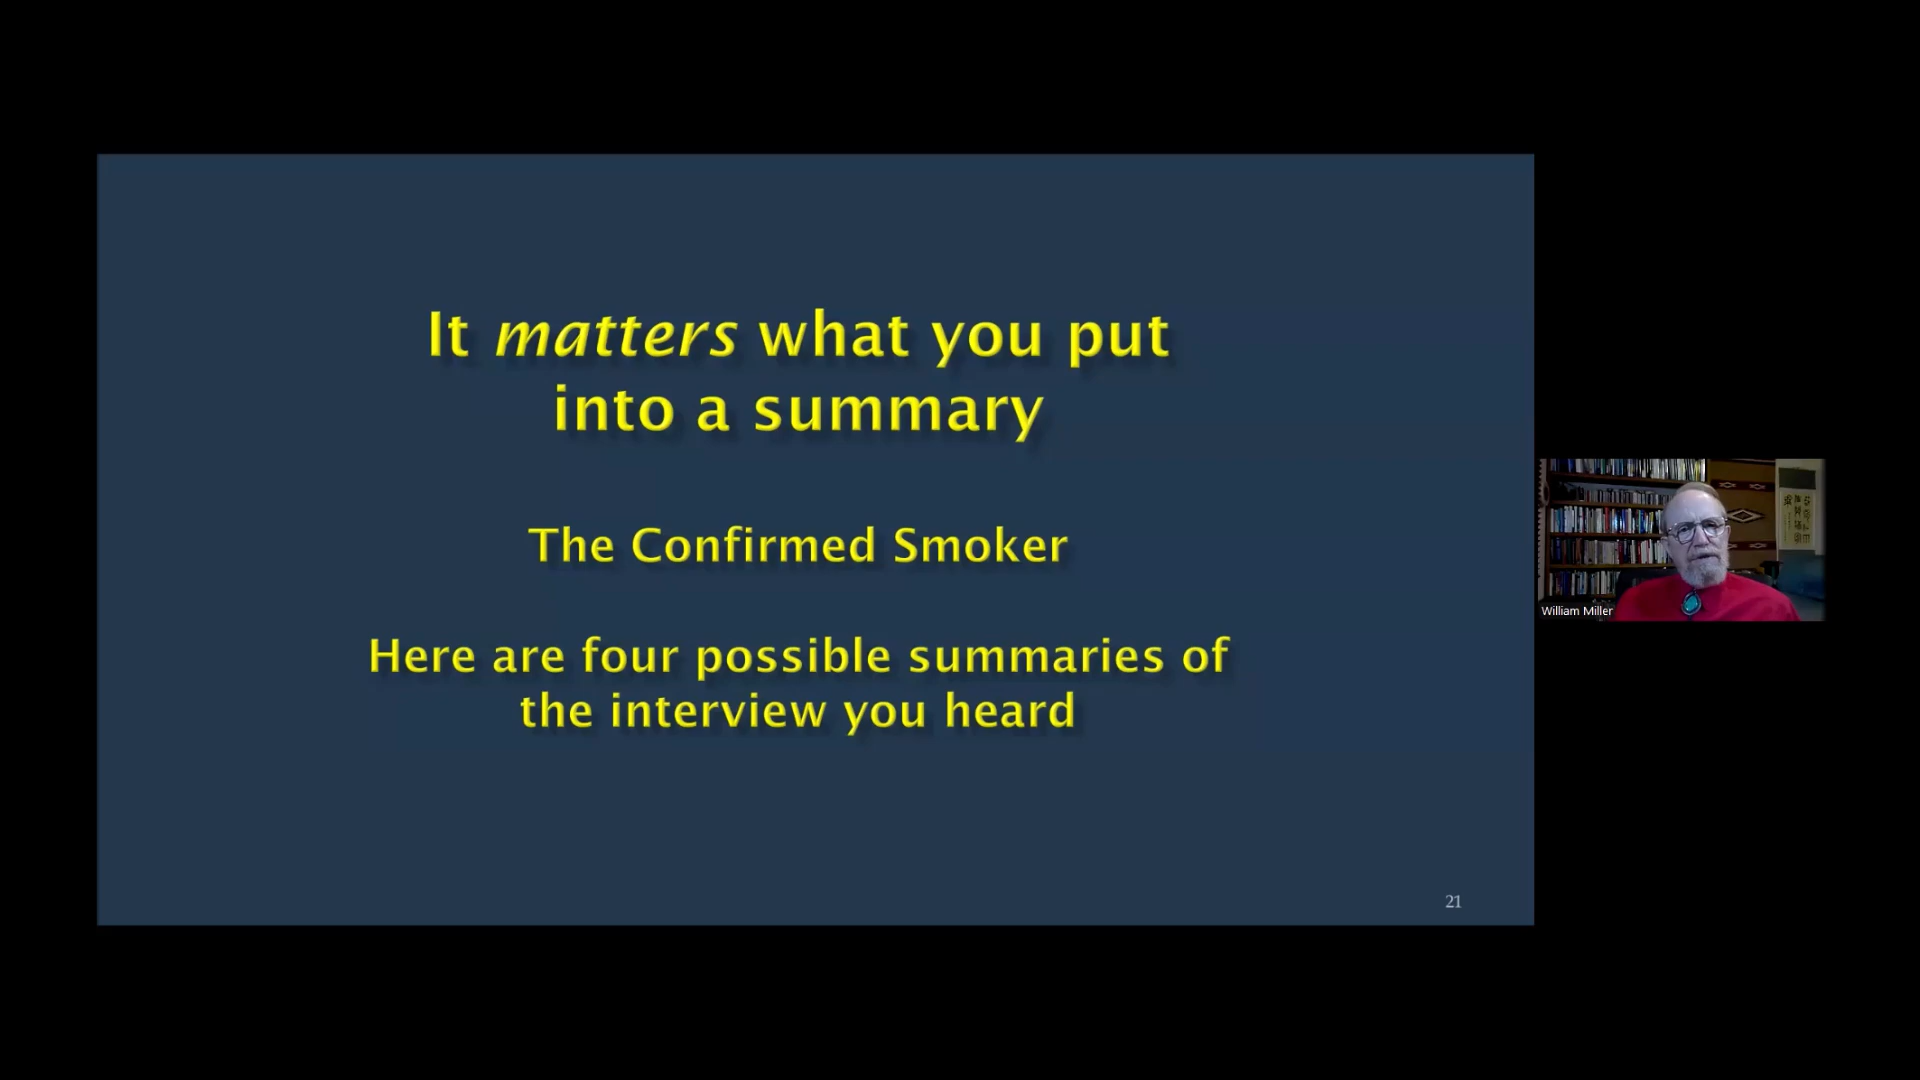 It matters what you put
into a summary
The Confirmed Smoker
Here are four possible summaries of
the interview you heard
21
William Miller